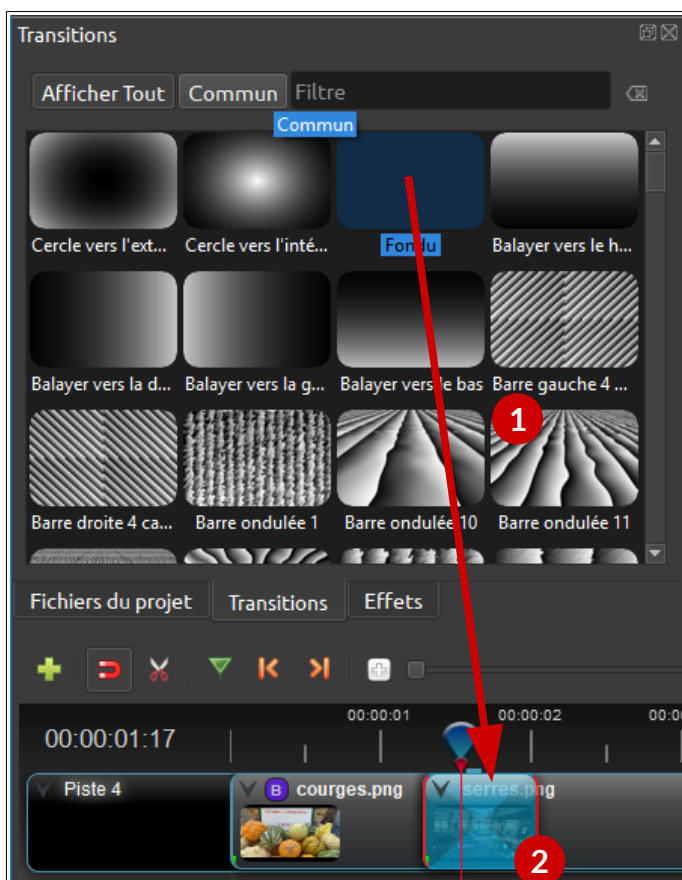 Transitions
Afficher Tout Commun Filtre
Commun
Cercle vers l'ext... Cercle vers l'inté... Fondu Balayer vers le h...
Balayer vers la d... Balayer vers la g... Balayer vers le bas Barre gauche 4 ...
1
Barre droite 4 ca... Barre ondulée 1 Barre ondulée 10 Barre ondulée 11
Fichiers du projet Transitions Effets
00:00:01 00:00:02 00:0
00:00:01:17
Piste 4 B courges.png serres.png
2